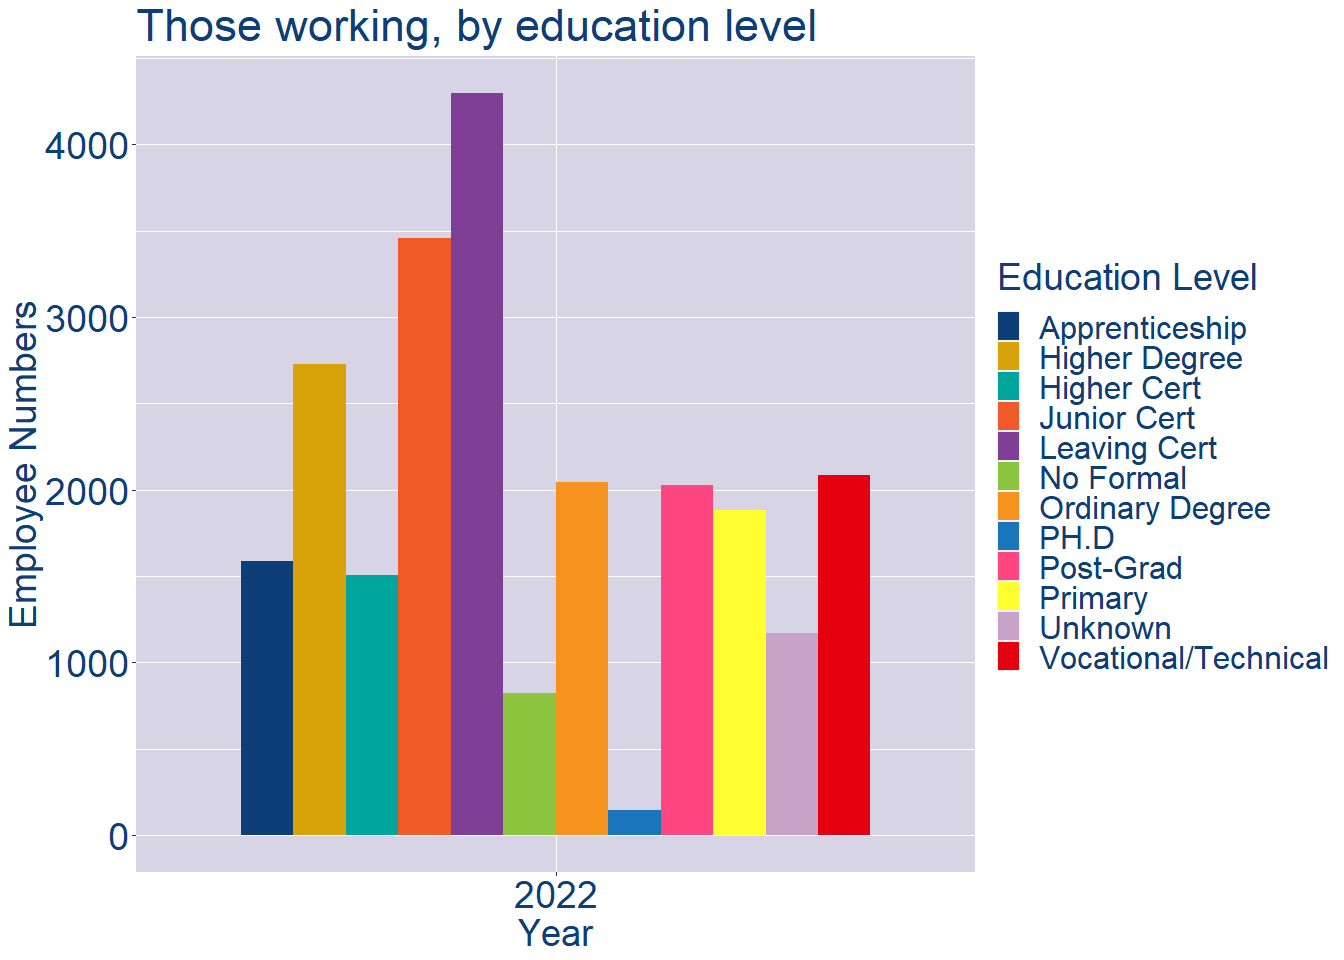 Those working, by education level
4000
3000
2000
1000
0
Employee Numbers
2022
Year
Education Level
Apprenticeship
Higher Degree
Higher Cert
Junior Cert
Leaving Cert
No Formal
Ordinary Degree
PH.D
Post-Grad
Primary
Unknown
Vocational/Technical